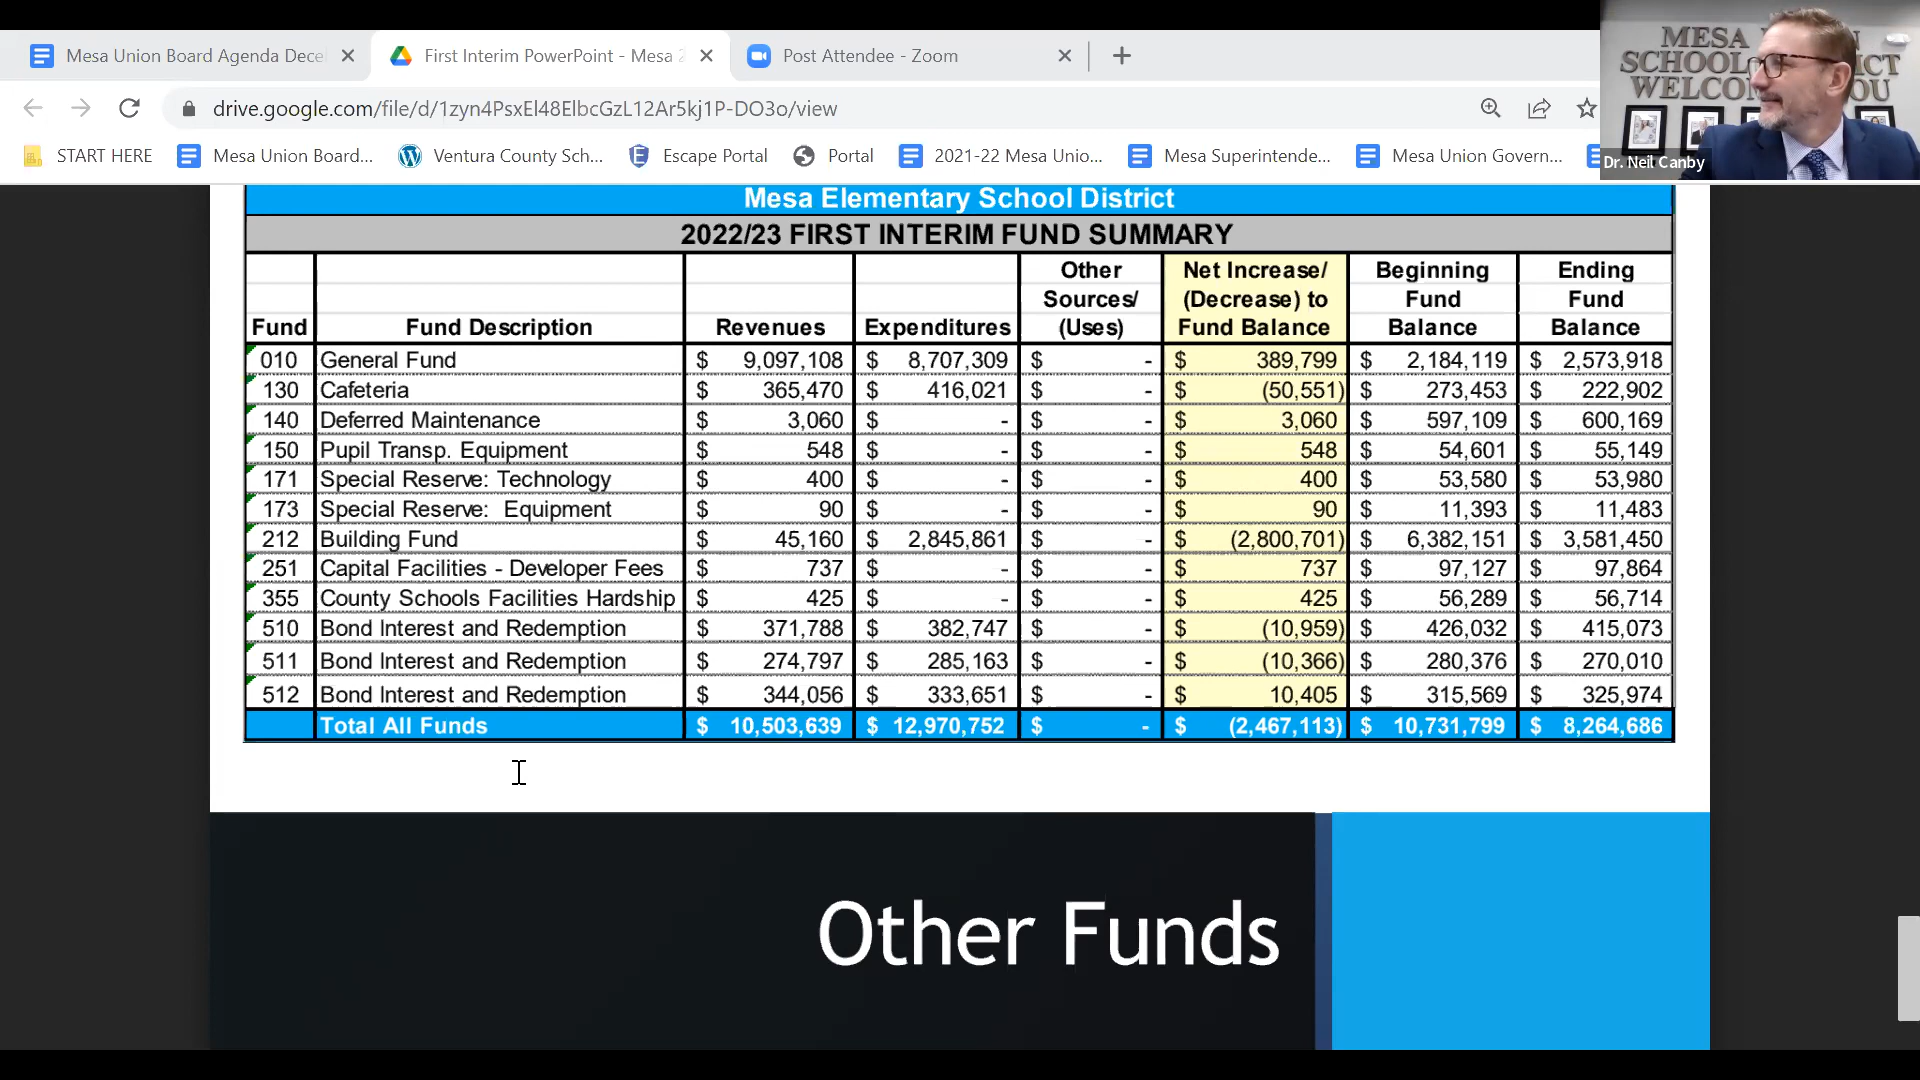 Mesa Union Board Agenda Dece
First Interim PowerPoint - Mesa 2
Post Attendee - Zoom
drive.google.com/file/d/1zyn4PsxEl48ElbcGzL12Ar5kj1P-DO3o/view
START HERE
Mesa Union Board...
Ventura County Sch...
Escape Portal
Portal
2021-22 Mesa Unio...
Mesa Superintende...
Mesa Union Govern...
MESA
SCHOOL
WELCO
Dr. Neil Canby
Mesa Elementary School District
2022/23 FIRST INTERIM FUND SUMMARY
Fund Fund Description Revenues Expenditures Other Sources/ (Uses) Net Increase/ (Decrease) to Fund Balance Beginning Fund Balance Ending Fund Balance
010 General Fund $ 9,097,108 $ 8,707,309 $ - $ 389,799 $ 2,184,119 $ 2,573,918
130 Cafeteria $ 365,470 $ 416,021 $ - $ (50,551) $ 273,453 $ 222,902
140 Deferred Maintenance $ 3,060 $ - $ - $ 3,060 $ 597,109 $ 600,169
150 Pupil Transp. Equipment $ 548 $ - $ - $ 548 $ 54,601 $ 55,149
171 Special Reserve: Technology $ 400 $ - $ - $ 400 $ 53,580 $ 53,980
173 Special Reserve: Equipment $ 90 $ - $ - $ 90 $ 11,393 $ 11,483
212 Building Fund $ 45,160 $ 2,845,861 $ - $ (2,800,701) $ 6,382,151 $ 3,581,450
251 Capital Facilities - Developer Fees $ 737 $ - $ - $ 737 $ 97,127 $ 97,864
355 County Schools Facilities Hardship $ 425 $ - $ - $ 425 $ 56,289 $ 56,714
510 Bond Interest and Redemption $ 371,788 $ 382,747 $ - $ (10,959) $ 426,032 $ 415,073
511 Bond Interest and Redemption $ 274,797 $ 285,163 $ - $ (10,366) $ 280,376 $ 270,010
512 Bond Interest and Redemption $ 344,056 $ 333,651 $ - $ 10,405 $ 315,569 $ 325,974
Total All Funds $ 10,503,639 $ 12,970,752 $ - $ (2,467,113) $ 10,731,799 $ 8,264,686
Other Funds